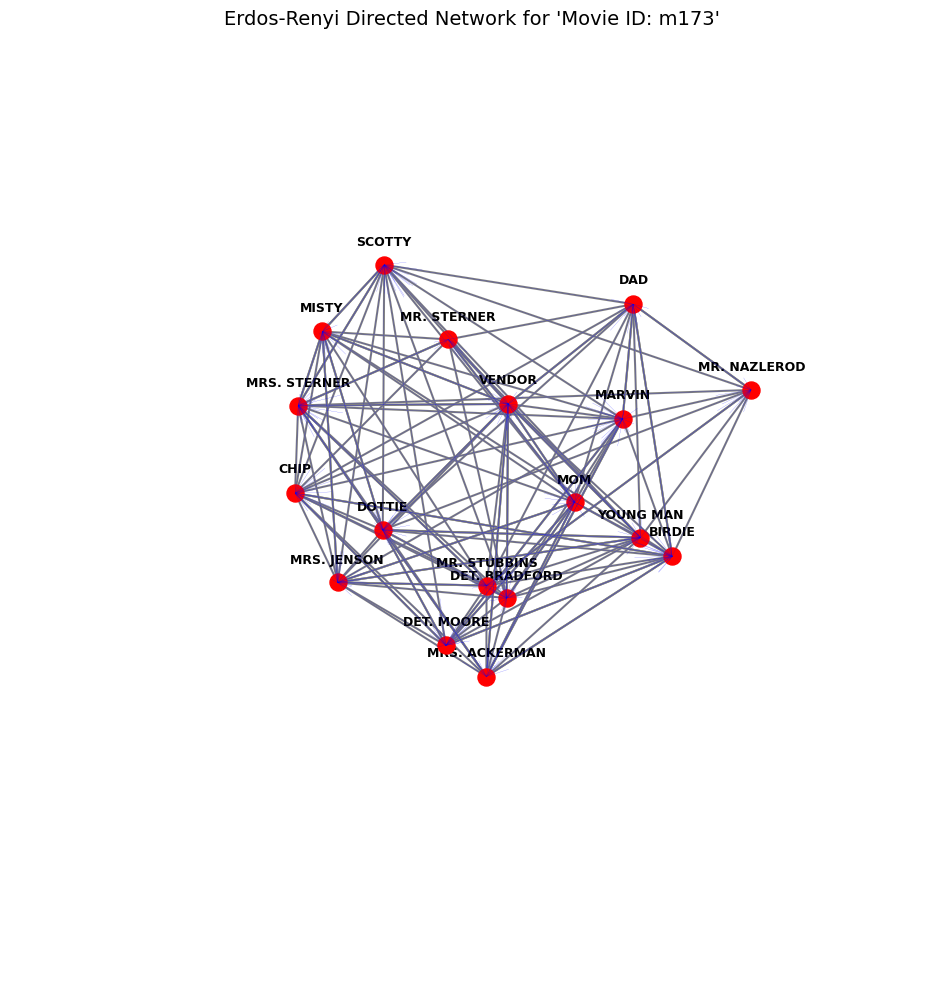 Erdos-Renyi Directed Network for 'Movie ID: m173'
SCOTTY
DAD
MISTY
MR. STERNER
MR. NAZLEROD
VENDOR
MRS. STERNER
MARVIN
CHIP
MOM
DOTTIE
YOUNG MAN
BIRDIE
MRS. JENSON
MR. STUBBINS
DET. BRADFORD
DET. MOORE
MRS. ACKERMAN